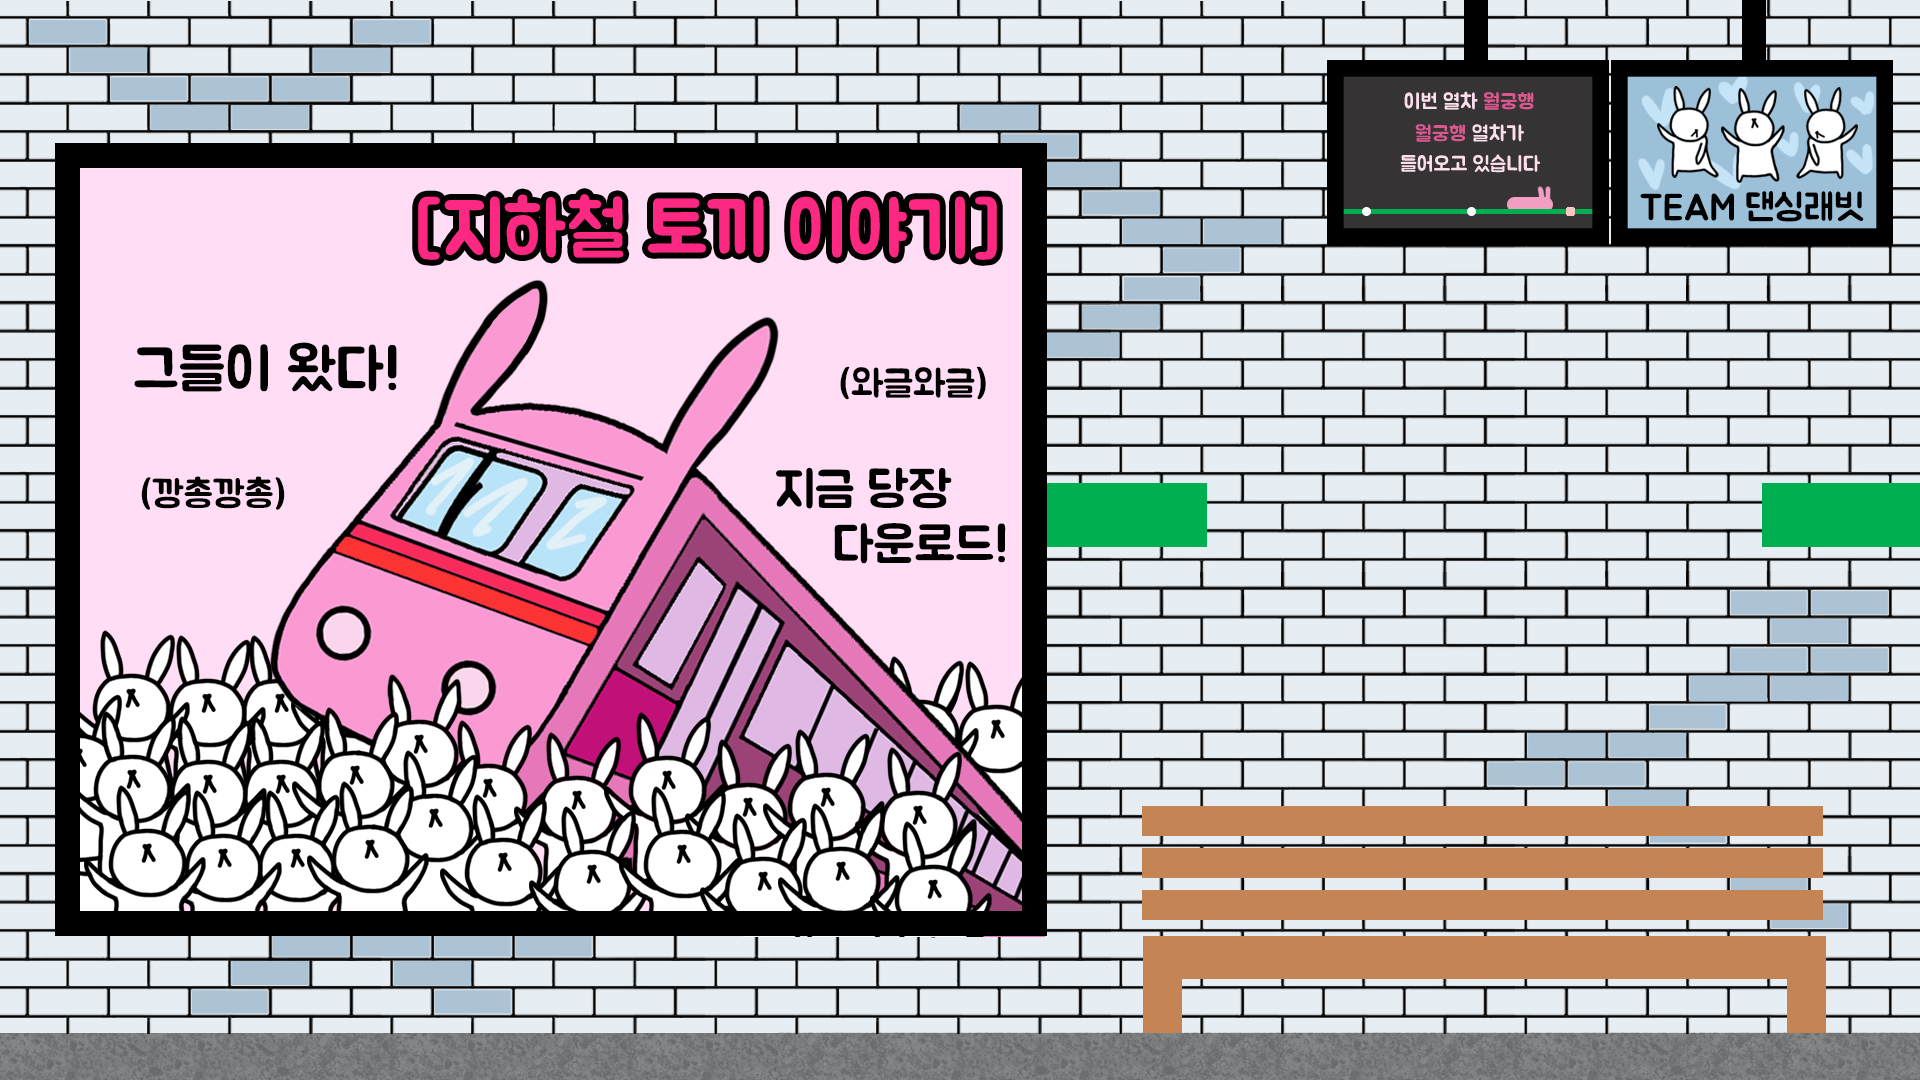 [지하철 토끼 이야기]
그들이 왔다!
(와글와글)
(깡총깡총)
지금 당장
다운로드!
이번 열차 월궁행
월궁행 열차가
들어오고 있습니다
TEAM 댄싱래빗